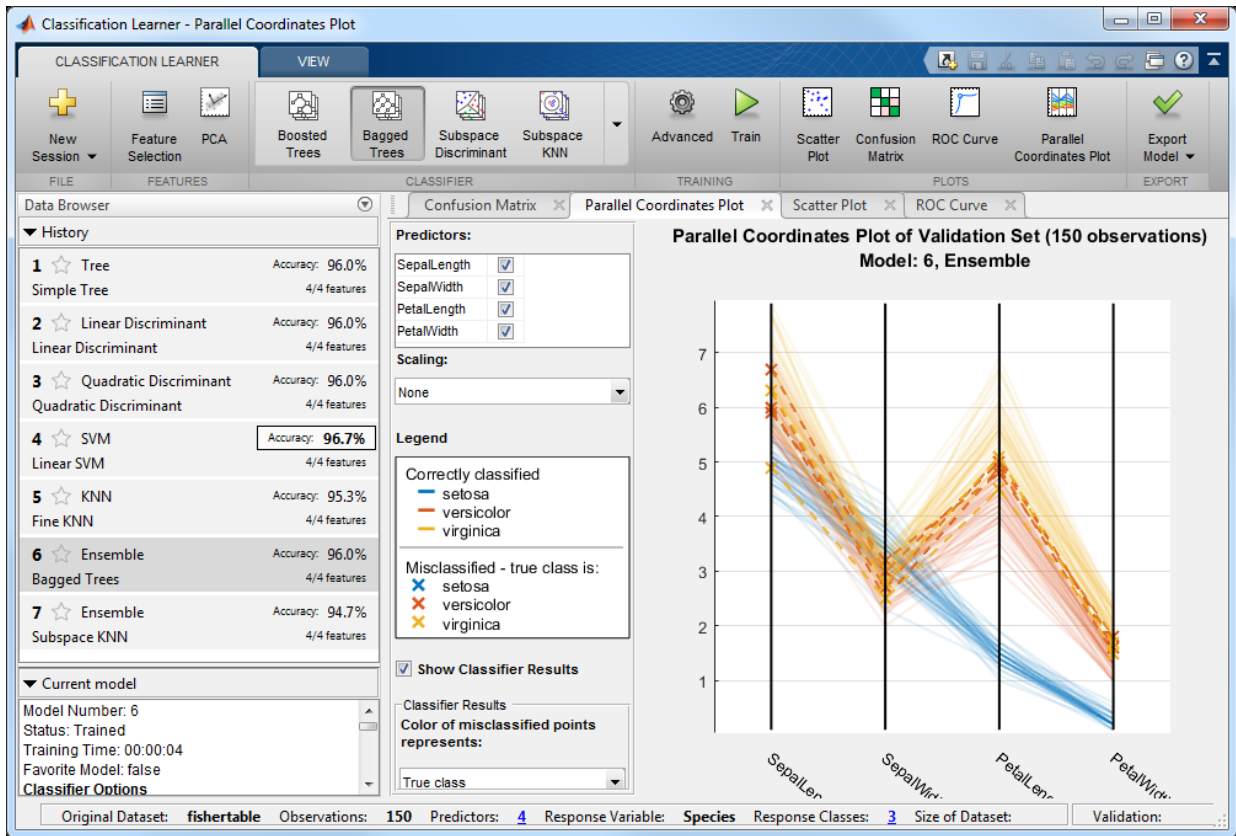 Classification Learner - Parallel Coordinates Plot
CLASSIFICATION LEARNER
VIEW
New Session
Feature Selection
PCA
Boosted Trees
Bagged Trees
Subspace Discriminant
Subspace KNN
Advanced
Train
Scatter Plot
Confusion Matrix
ROC Curve
Parallel Coordinates Plot
Export Model
FILE
FEATURES
CLASSIFIER
TRAINING
PLOTS
EXPORT
Data Browser
History
1 Tree Accuracy: 96.0%
Simple Tree 4/4 features
2 Linear Discriminant Accuracy: 96.0%
Linear Discriminant 4/4 features
3 Quadratic Discriminant Accuracy: 96.0%
Quadratic Discriminant 4/4 features
4 SVM Accuracy: 96.7%
Linear SVM 4/4 features
5 KNN Accuracy: 95.3%
Fine KNN 4/4 features
6 Ensemble Accuracy: 96.0%
Bagged Trees 4/4 features
7 Ensemble Accuracy: 94.7%
Subspace KNN 4/4 features
Current model
Model Number: 6
Status: Trained
Training Time: 00:00:04
Favorite Model: false
Classifier Options
Confusion Matrix
Parallel Coordinates Plot
Scatter Plot
ROC Curve
Predictors:
SepalLength
SepalWidth
PetalLength
PetalWidth
Scaling:
None
Legend
Correctly classified
setosa
versicolor
virginica
Misclassified - true class is:
setosa
versicolor
virginica
Show Classifier Results
Classifier Results
Color of misclassified points
represents:
True class
Parallel Coordinates Plot of Validation Set (150 observations)
Model: 6, Ensemble
7
6
5
4
3
2
1
SepalLen
SepalWid
PetalLen
PetalWidt
Original Dataset: fishertable Observations: 150 Predictors: 4 Response Variable: Species Response Classes: 3 Size of Dataset: Validation: